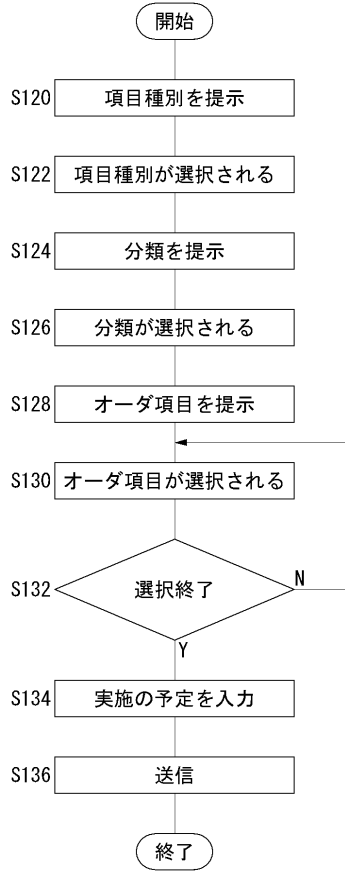 開始
S120 項目種別を提示
S122 項目種別が選択される
S124 分類を提示
S126 分類が選択される
S128 オーダ項目を提示
S130 オーダ項目が選択される
S132 選択終了 N
Y
S134 実施の予定を入力
S136 送信
終了